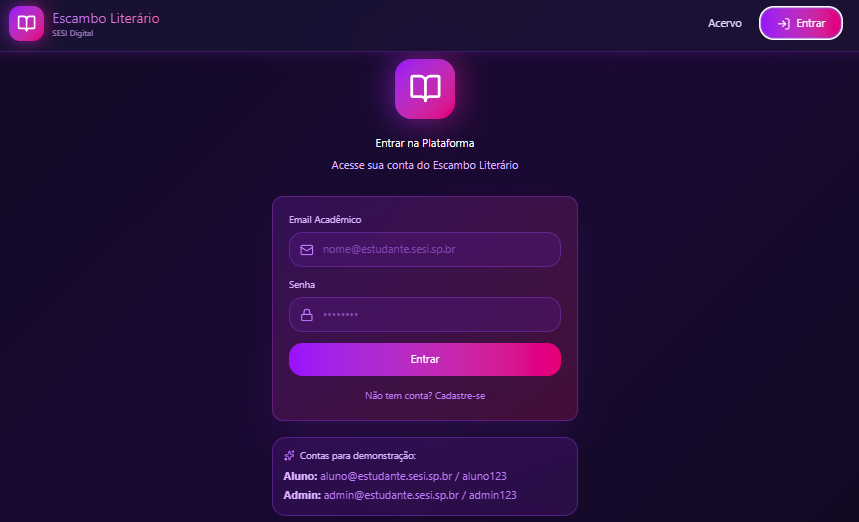 Escambo Literário
SESI Digital
Acervo
Entrar
Entrar na Plataforma
Acesse sua conta do Escambo Literário
Email Acadêmico
nome@estudante.sesi.sp.br
Senha
••••••••
Entrar
Não tem conta? Cadastre-se
Contas para demonstração:
Aluno: aluno@estudante.sesi.sp.br / aluno123
Admin: admin@estudante.sesi.sp.br / admin123